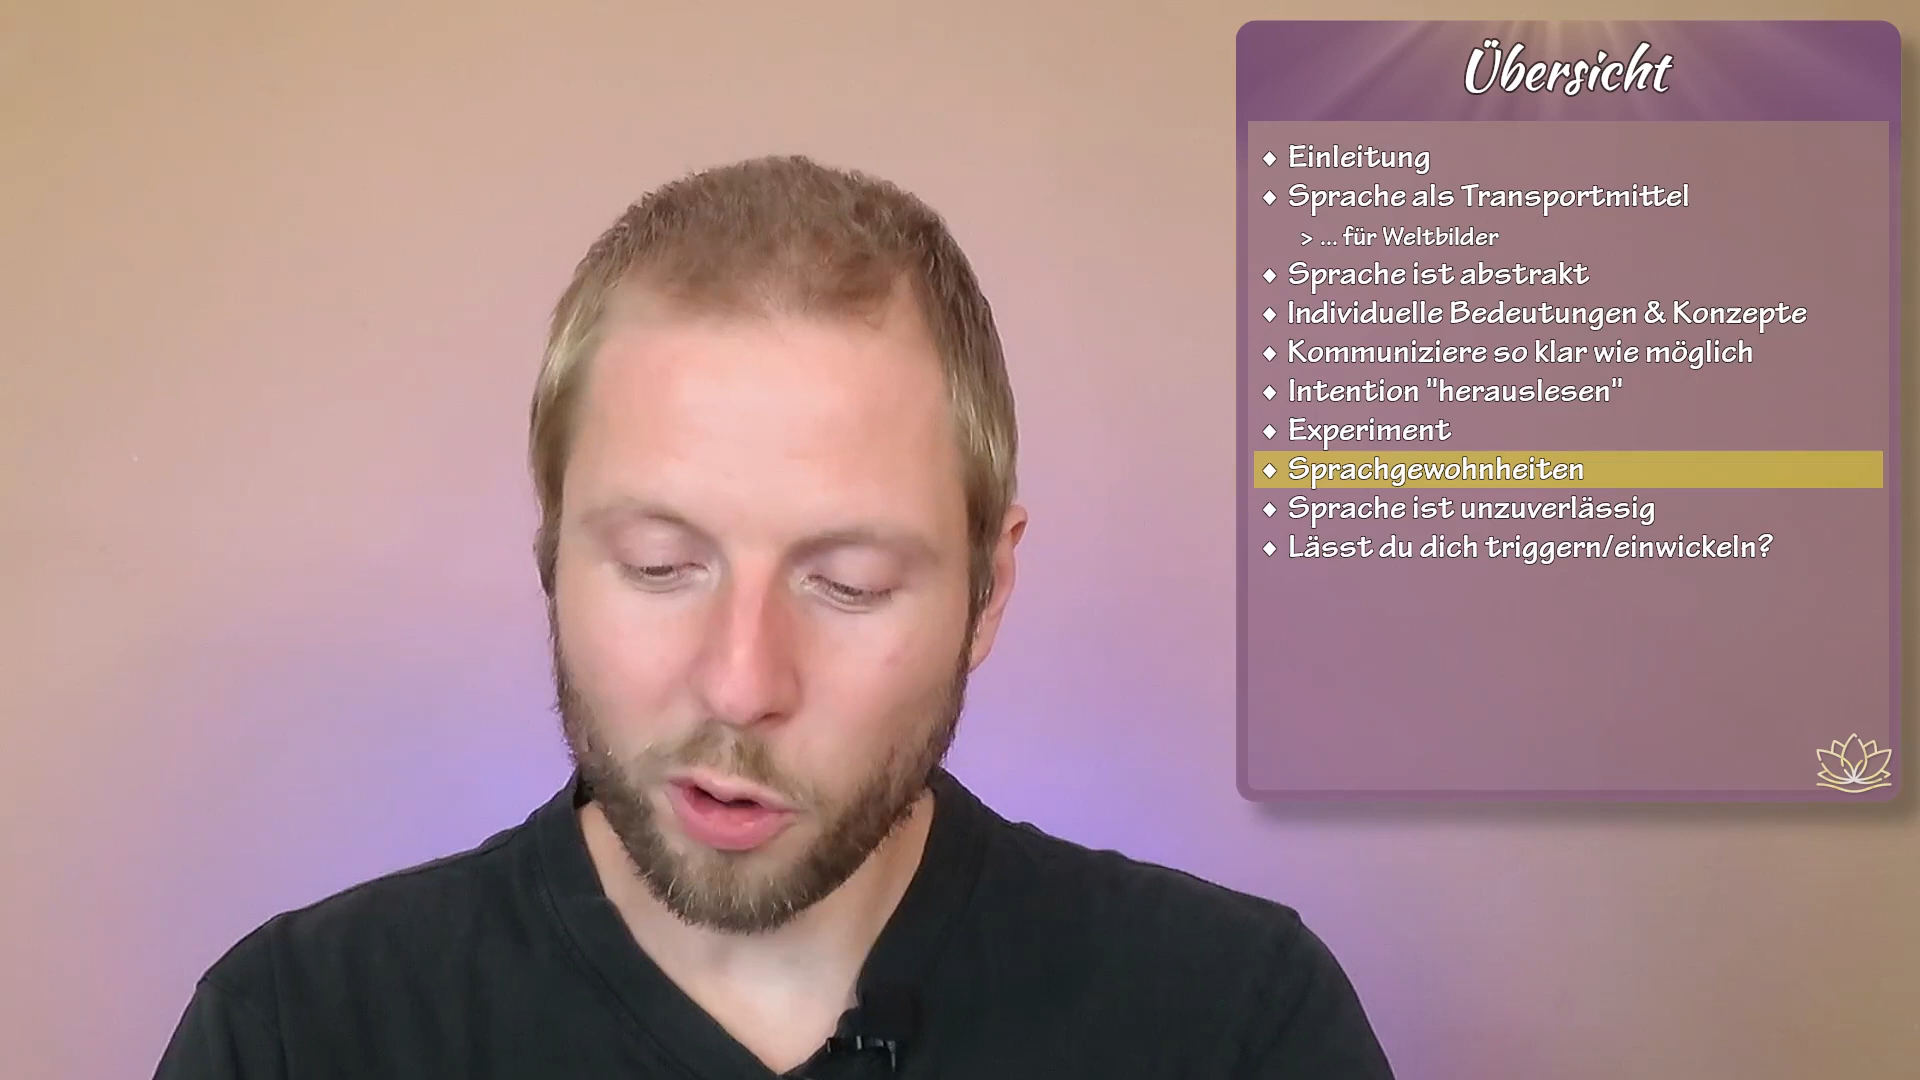 Übersicht
◆ Einleitung
◆ Sprache als Transportmittel
> ... für Weltbilder
◆ Sprache ist abstrakt
◆ Individuelle Bedeutungen & Konzepte
◆ Kommuniziere so klar wie möglich
◆ Intention "herauslesen"
◆ Experiment
◆ Sprachgewohnheiten
◆ Sprache ist unzuverlässig
◆ Lässt du dich triggern/einwickeln?